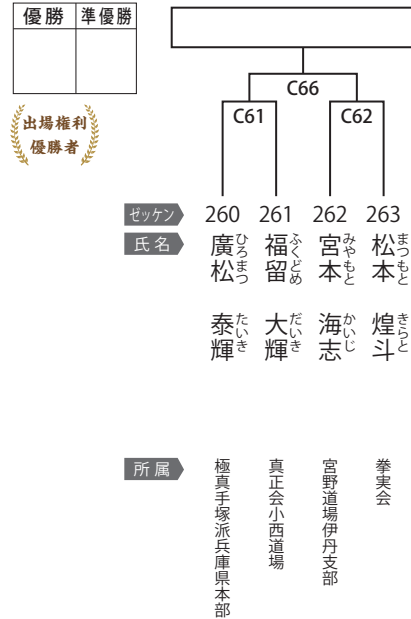 優勝 準優勝
出場権利
優勝者
C66
C61 C62
ゼッケン 260 261 262 263
氏名
廣松 泰輝
ひろまつ たいき
福留 大輝
ふくどめ だいき
宮本 海志
みやもと かいじ
松本 煌斗
まつもと きらと
所属
極真手塚派兵庫県本部
真正会小西道場
宮野道場伊丹支部
拳実会